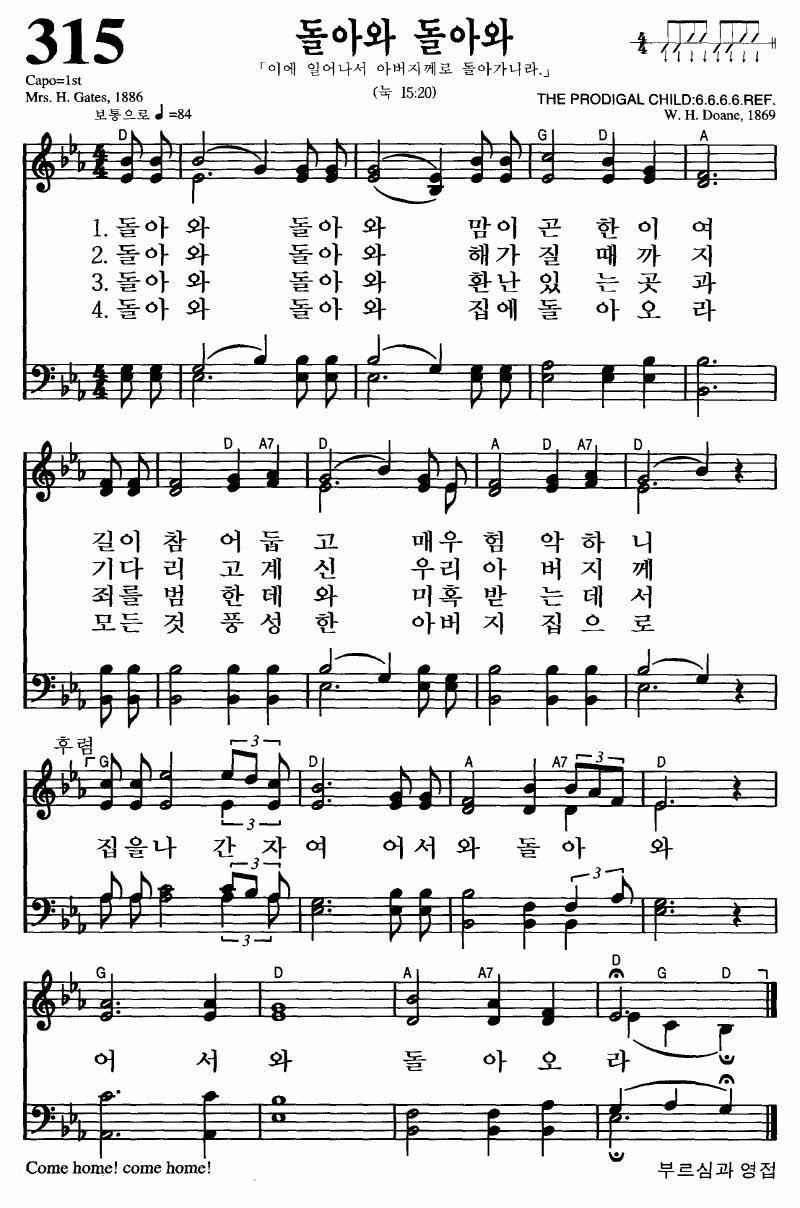 315
돌아와 돌아와
「이에 일어나서 아버지께로 돌아가니라.」
(눅 15:20)
Capo=1st
Mrs. H. Gates, 1886
THE PRODIGAL CHILD:6.6.6.6.REF.
W. H. Doane, 1869
보통으로 ♩=84
D G D A
1. 돌아와 돌아와 맘이 곤한이여
2. 돌아와 돌아와 해가 질때까지
3. 돌아와 돌아와 환난있는곳과
4. 돌아와 돌아와 집에돌아오라
D A7 D A D A7 D
길이 참 어둡고 매우 험악하니
기다리고계신 우리아버지께
죄를범한데와 미혹받는데서
모든것 풍성한 아버지집으로
후렴
G 3 D A A7 3 D
3
집을나간자여 어서와 돌아와
3 3
3
G D A A7 D G D
어서와 돌아오라
Come home! come home!
부르심과 영접